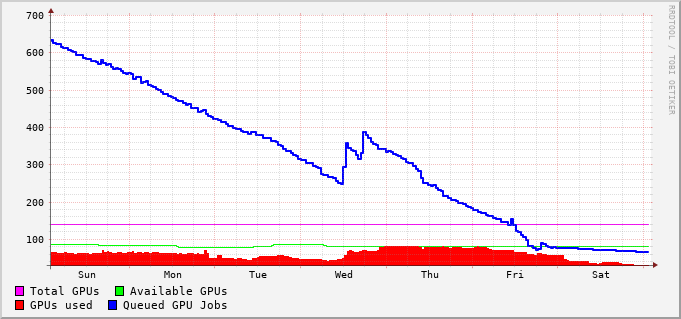 700
600
500
400
300
200
100
Sun Mon Tue Wed Thu Fri Sat
Total GPUs Available GPUs
GPUs used Queued GPU Jobs
RRDTOOL / TOBI OETIKER